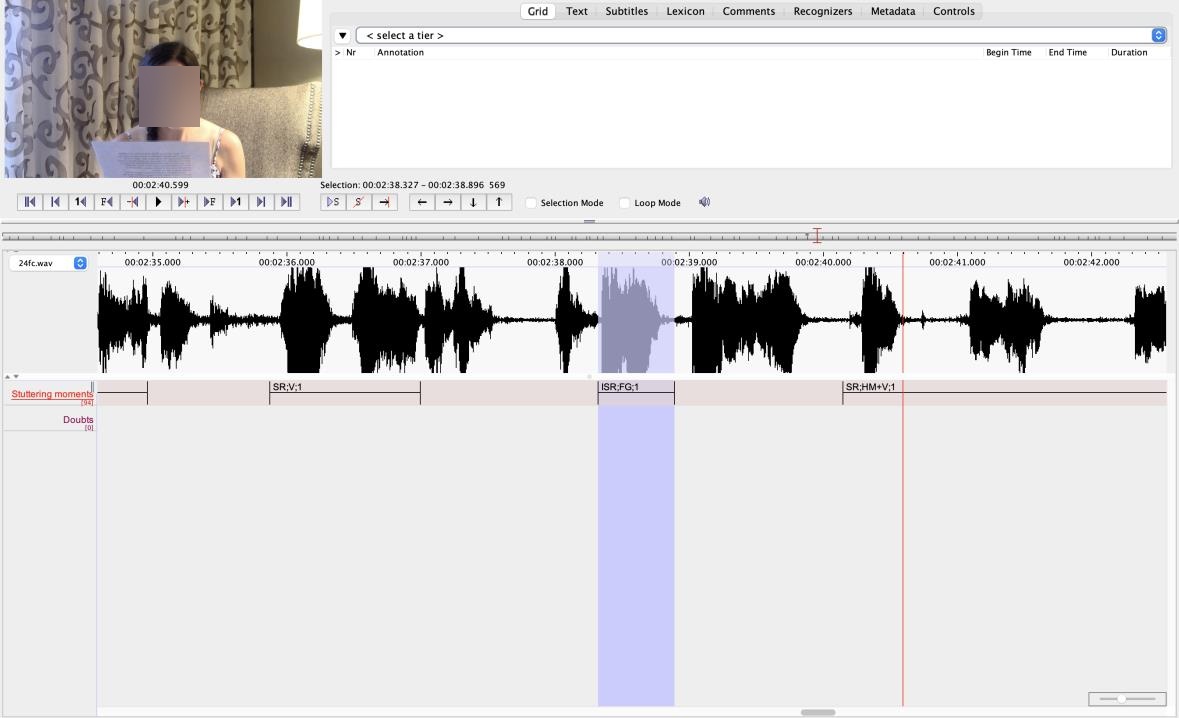 Grid Text Subtitles Lexicon Comments Recognizers Metadata Controls
< select a tier >
> Nr Annotation Begin Time End Time Duration
00:02:40.599 Selection: 00:02:38.327 - 00:02:38.896 569
1 F F 1 S S Selection Mode Loop Mode
24fc.wav 00:02:35.000 00:02:36.000 00:02:37.000 00:02:38.000 00:02:39.000 00:02:40.000 00:02:41.000 00:02:42.000
Stuttering moments SR;V;1 ISR;FG;1 SR;HM+V;1
[94]
Doubts
[0]